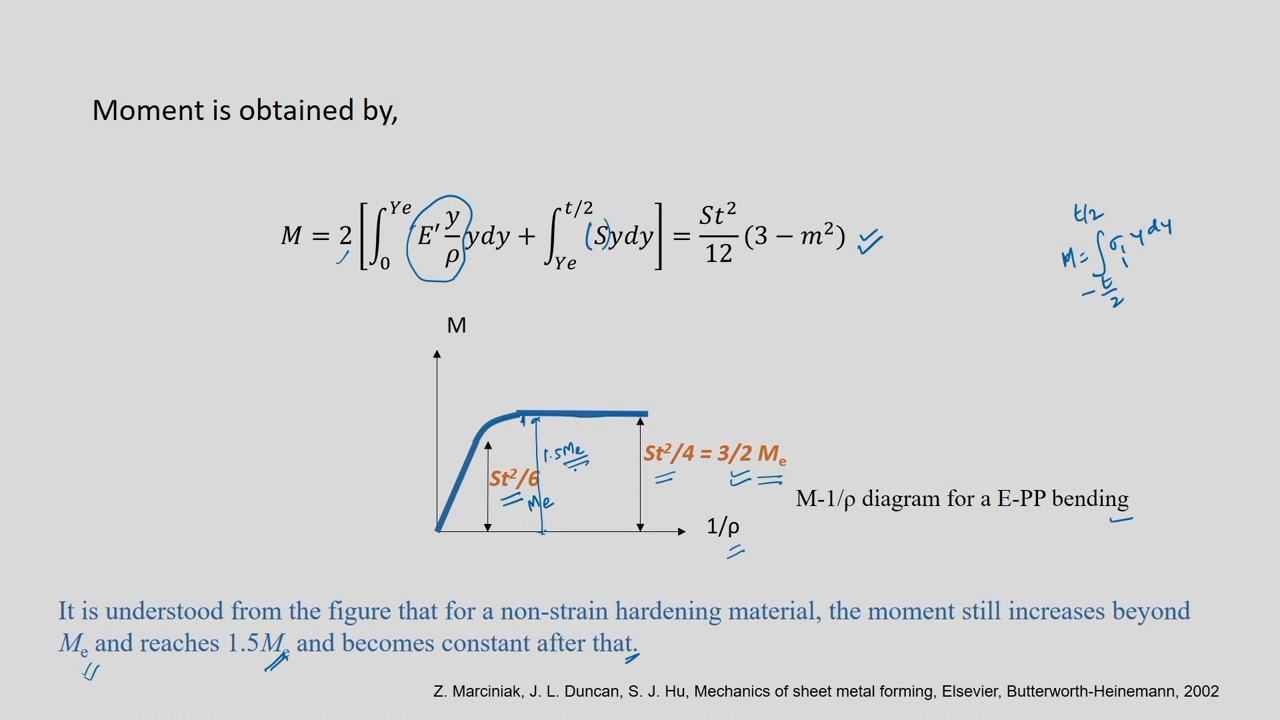 Moment is obtained by,
M = 2 [∫₀^Ye E′ y/ρ ydy + ∫_Ye^t/2 (S)ydy] = St²/12 (3 − m²)
M = ∫_-t/2^t/2 σ₁ y dy
M
1.5Me
St²/4 = 3/2 Me
St²/6
Me
M-1/ρ diagram for a E-PP bending
1/ρ
It is understood from the figure that for a non-strain hardening material, the moment still increases beyond
Me and reaches 1.5Me and becomes constant after that.
Z. Marciniak, J. L. Duncan, S. J. Hu, Mechanics of sheet metal forming, Elsevier, Butterworth-Heinemann, 2002